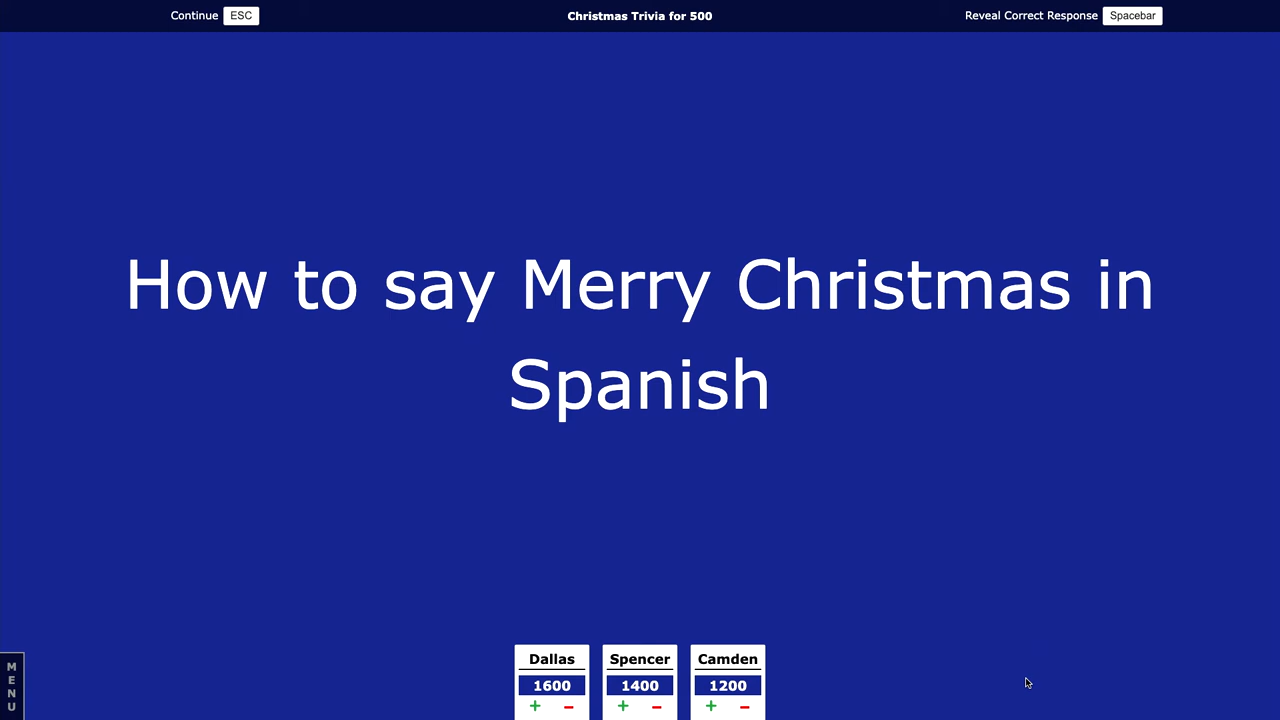 Continue ESC Christmas Trivia for 500 Reveal Correct Response Spacebar
How to say Merry Christmas in
Spanish
Dallas Spencer Camden
1600 1400 1200
+ − + − + −
MENU